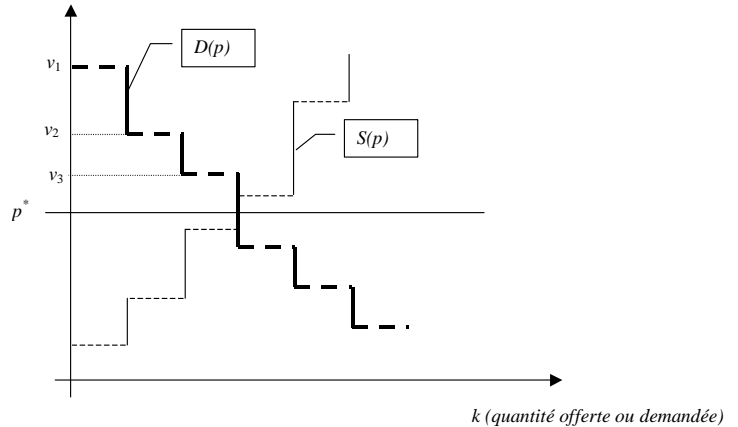 D(p)
v1
v2
S(p)
v3
p*
k (quantité offerte ou demandée)